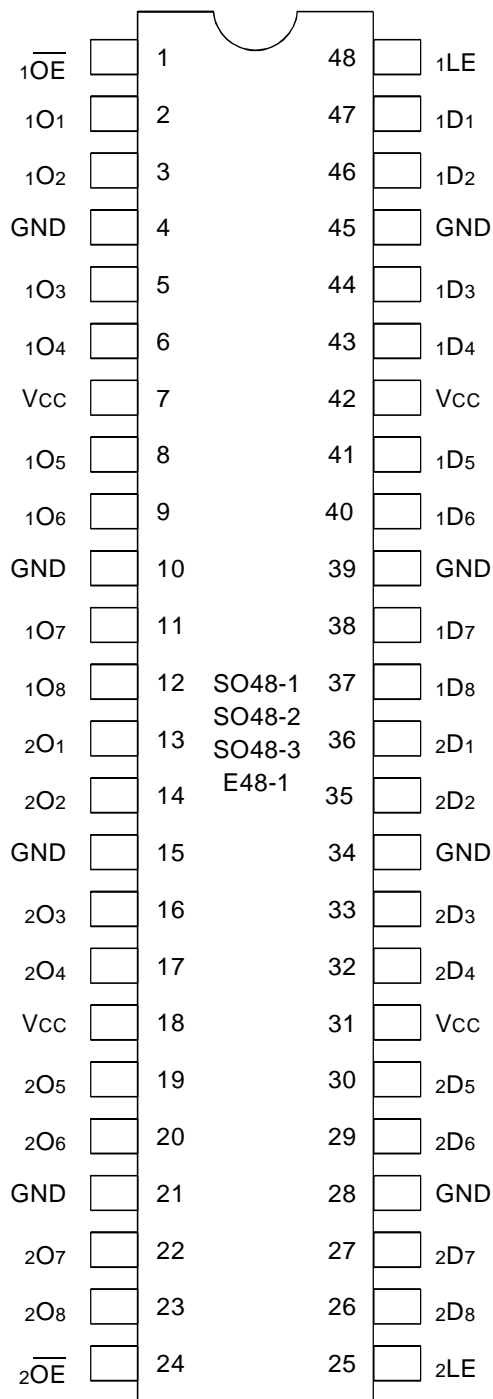 1OE 1 48 1LE
1O1 2 47 1D1
1O2 3 46 1D2
GND 4 45 GND
1O3 5 44 1D3
1O4 6 43 1D4
VCC 7 42 VCC
1O5 8 41 1D5
1O6 9 40 1D6
GND 10 39 GND
1O7 11 38 1D7
1O8 12 SO48-1 37 1D8
SO48-2
2O1 13 SO48-3 36 2D1
E48-1
2O2 14 35 2D2
GND 15 34 GND
2O3 16 33 2D3
2O4 17 32 2D4
VCC 18 31 VCC
2O5 19 30 2D5
2O6 20 29 2D6
GND 21 28 GND
2O7 22 27 2D7
2O8 23 26 2D8
2OE 24 25 2LE